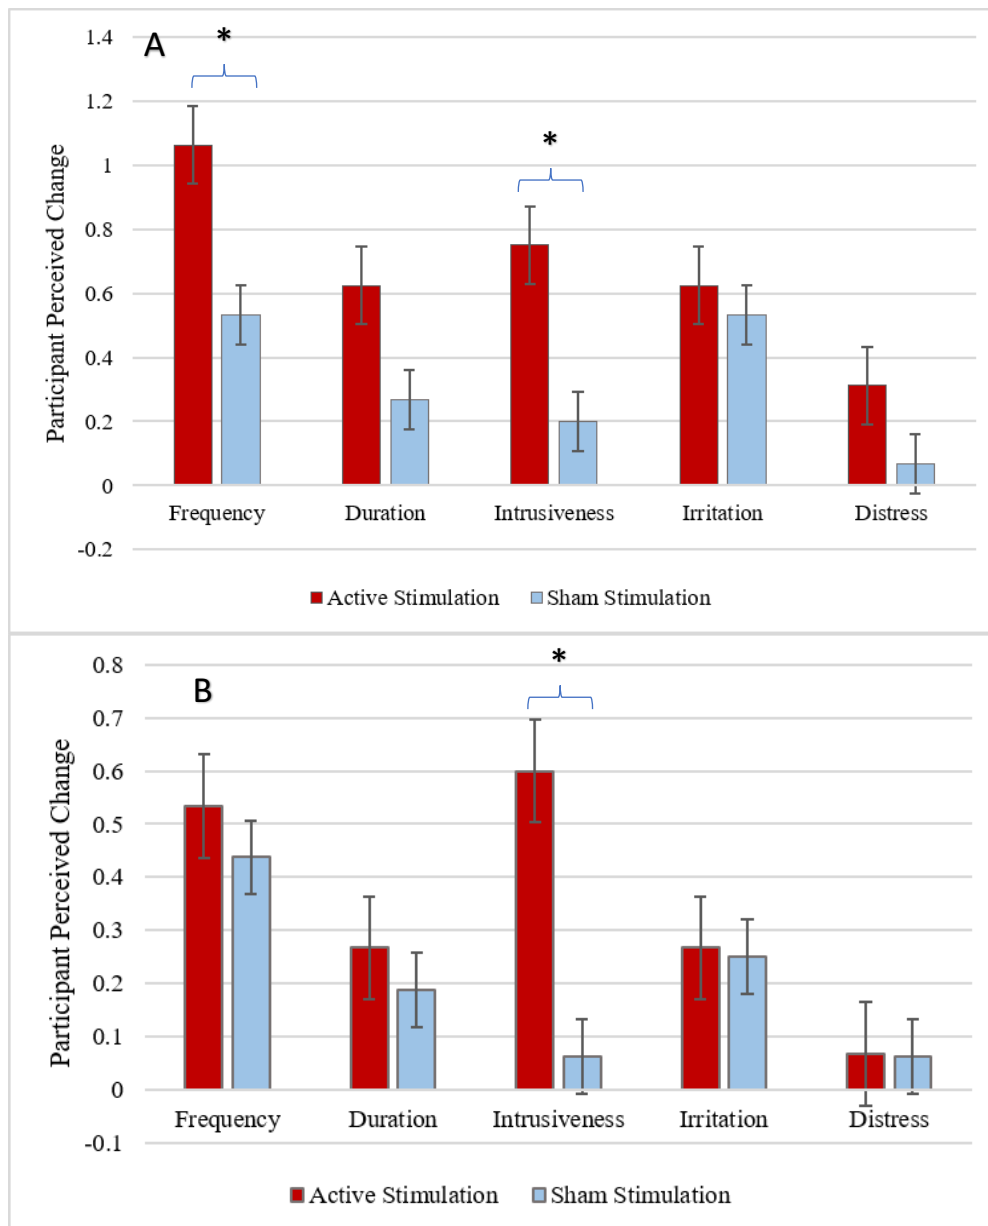 A
*
*
1.4
1.2
1
0.8
0.6
0.4
0.2
0
-0.2
Participant Perceived Change
Frequency Duration Intrusiveness Irritation Distress
Active Stimulation Sham Stimulation
B
*
0.8
0.7
0.6
0.5
0.4
0.3
0.2
0.1
0
-0.1
Participant Perceived Change
Frequency Duration Intrusiveness Irritation Distress
Active Stimulation Sham Stimulation